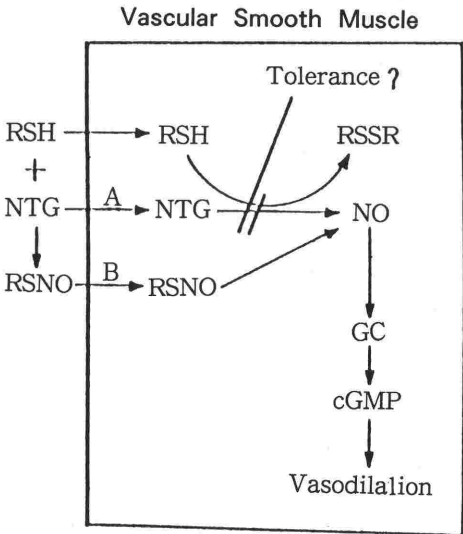 Vascular Smooth Muscle
Tolerance ?
RSH RSH RSSR
+
NTG A NTG NO
RSNO B RSNO
GC
cGMP
Vasodilalion